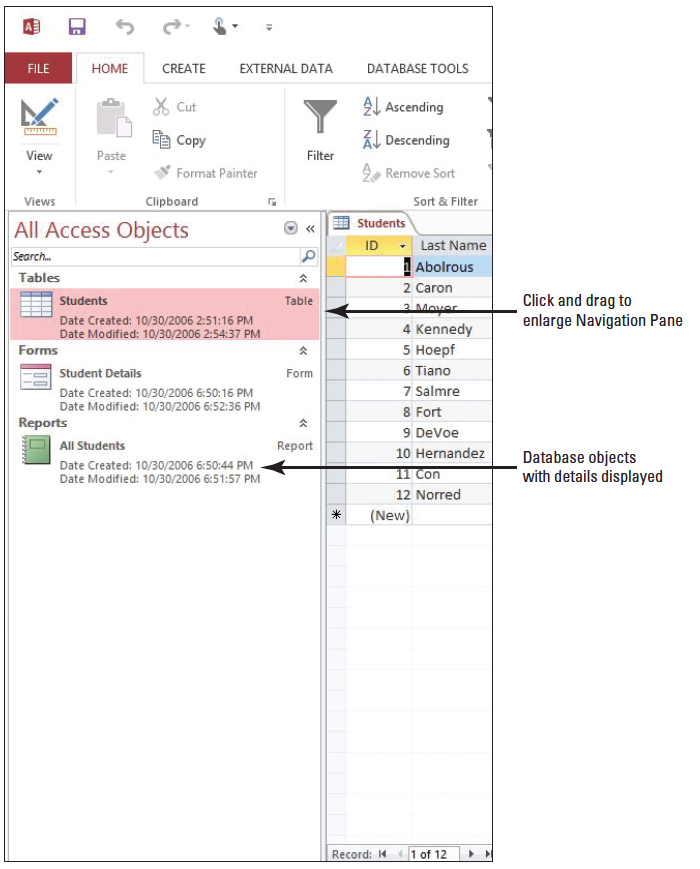 FILE HOME CREATE EXTERNAL DATA DATABASE TOOLS
View
Views
Paste
Cut
Copy
Format Painter
Clipboard
Filter
Ascending
Descending
Remove Sort
Sort & Filter
All Access Objects
Search...
Tables
Students Table
Date Created: 10/30/2006 2:51:16 PM
Date Modified: 10/30/2006 2:54:37 PM
Forms
Student Details Form
Date Created: 10/30/2006 6:50:16 PM
Date Modified: 10/30/2006 6:52:36 PM
Reports
All Students Report
Date Created: 10/30/2006 6:50:44 PM
Date Modified: 10/30/2006 6:51:57 PM
Students
ID Last Name
1 Abolrous
2 Caron
3 Moyer
4 Kennedy
5 Hoepf
6 Tiano
7 Salmre
8 Fort
9 DeVoe
10 Hernandez
11 Con
12 Norred
(New)
Record: 1 of 12
Click and drag to
enlarge Navigation Pane
Database objects
with details displayed